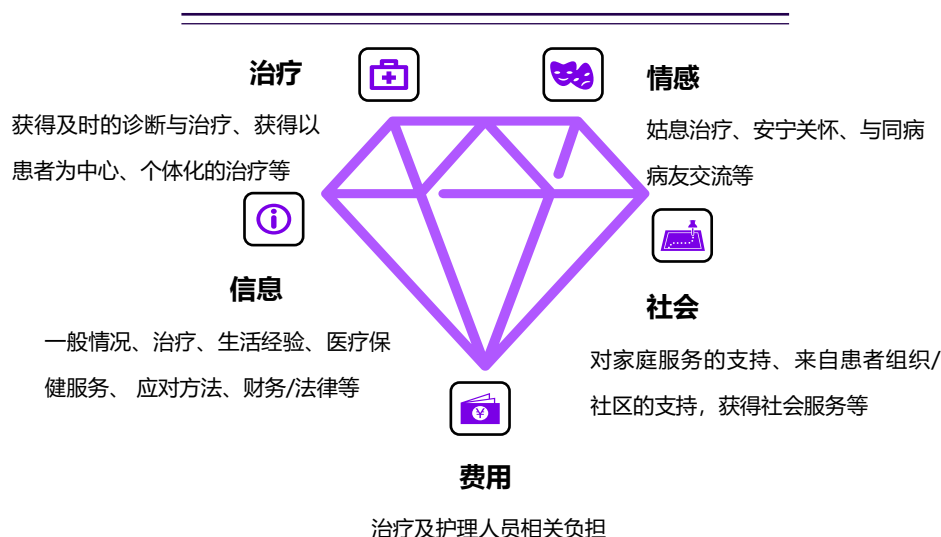 治疗
获得及时的诊断与治疗、获得以
患者为中心、个体化的治疗等
情感
姑息治疗、安宁关怀、与同病
病友交流等
信息
一般情况、治疗、生活经验、医疗保
健服务、 应对方法、财务/法律等
社会
对家庭服务的支持、来自患者组织/
社区的支持，获得社会服务等
¥
费用
治疗及护理人员相关负担